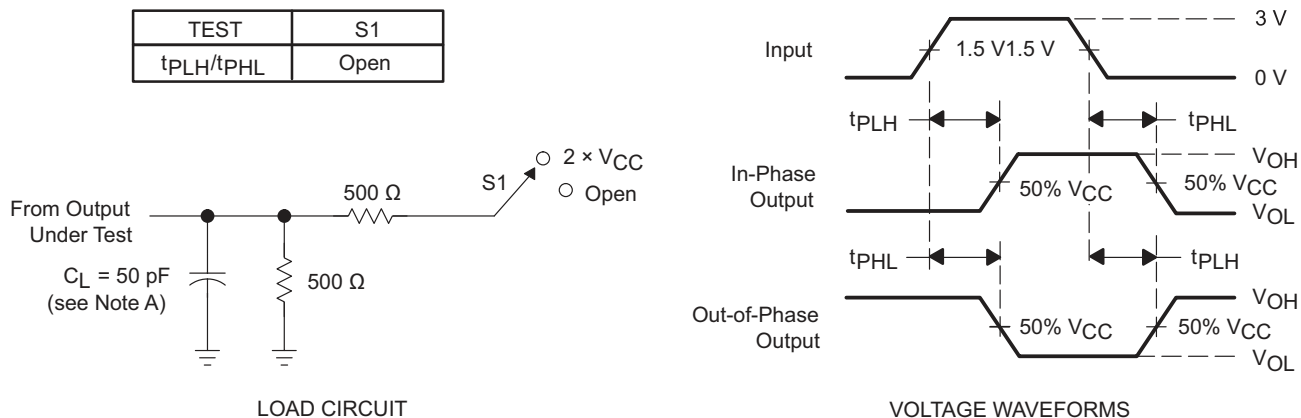 TEST S1
tPLH/tPHL Open
From Output
Under Test
CL = 50 pF
(see Note A)
500 Ω
500 Ω
S1
2 × VCC
Open
LOAD CIRCUIT
Input
1.5 V 1.5 V
3 V
0 V
tPLH
tPHL
In-Phase
Output
50% VCC
50% VCC
VOH
VOL
tPHL
tPLH
Out-of-Phase
Output
50% VCC
50% VCC
VOH
VOL
VOLTAGE WAVEFORMS